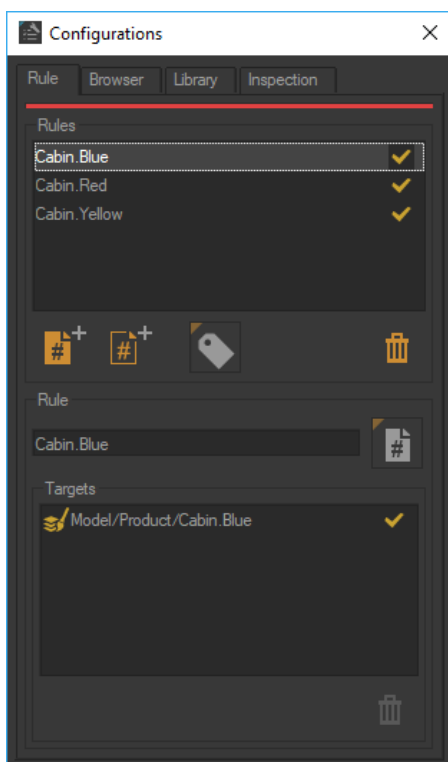 Configurations
Rule Browser Library Inspection
Rules
Cabin.Blue
Cabin.Red
Cabin.Yellow
Rule
Cabin.Blue
Targets
Model/Product/Cabin.Blue